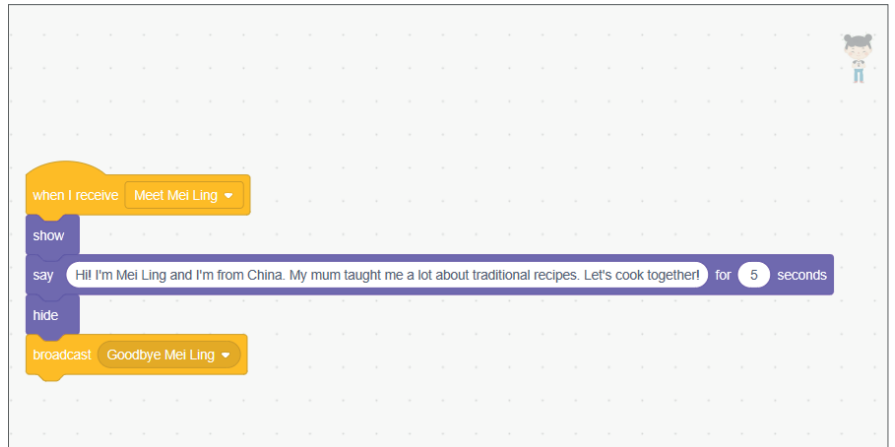 when I receive Meet Mei Ling
show
say Hi! I'm Mei Ling and I'm from China. My mum taught me a lot about traditional recipes. Let's cook together! for 5 seconds
hide
broadcast Goodbye Mei Ling